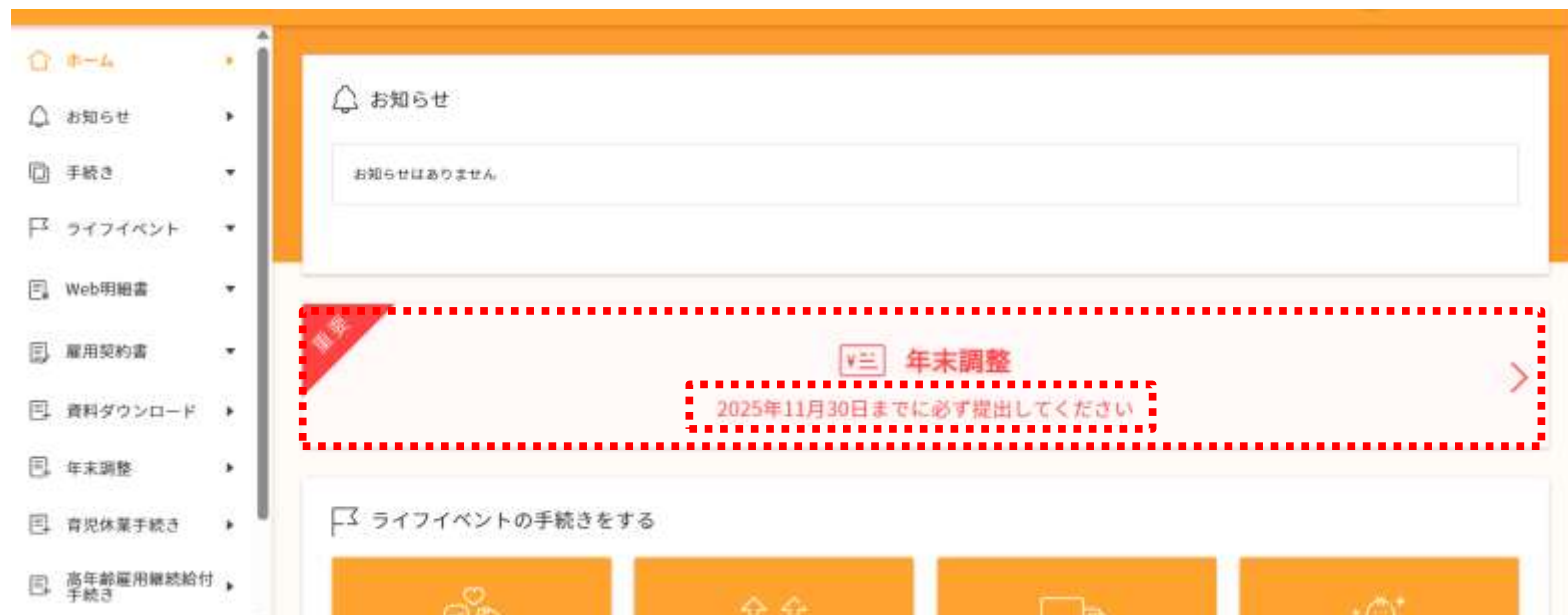 ホーム
お知らせ
手続き
ライフイベント
Web明細書
雇用契約書
資料ダウンロード
年末調整
育児休業手続き
高年齢雇用継続給付
手続き
お知らせ
お知らせはありません
重要
年末調整
2025年11月30日までに必ず提出してください
ライフイベントの手続きをする